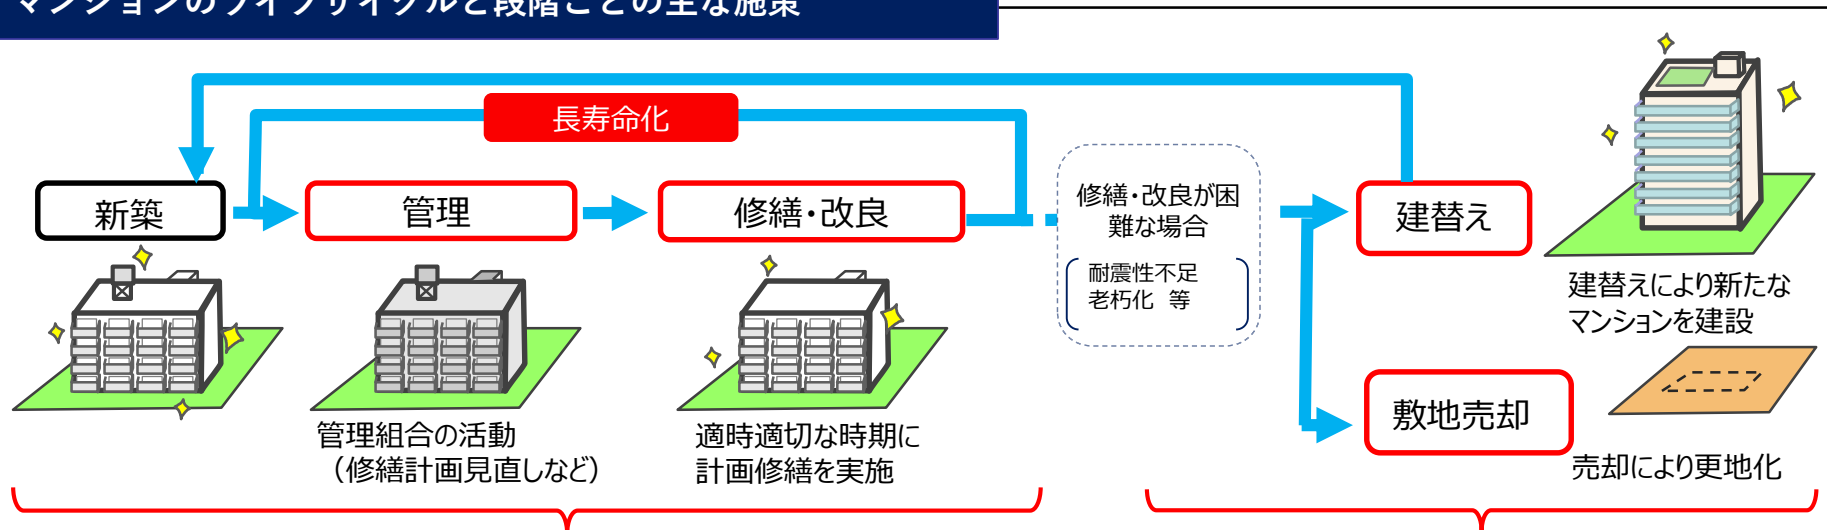 マンションのライフサイクルと段階ごとの主な施策
長寿命化
新築
管理
修繕・改良
修繕・改良が困
難な場合
耐震性不足
老朽化 等
建替え
建替えにより新たな
マンションを建設
敷地売却
売却により更地化
管理組合の活動
（修繕計画見直しなど）
適時適切な時期に
計画修繕を実施